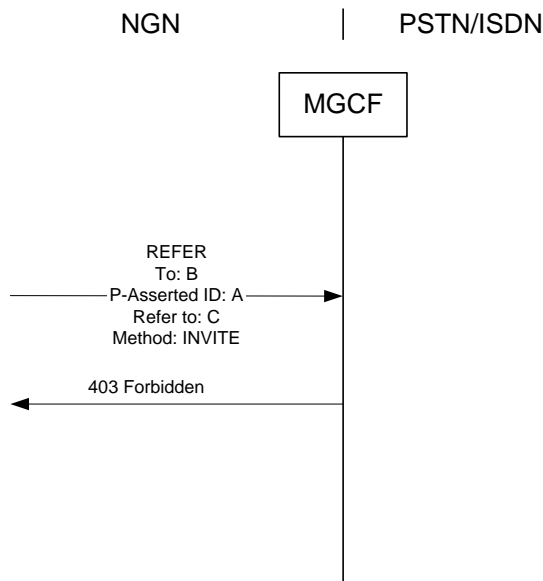 NGN | PSTN/ISDN
MGCF
REFER
To: B
P-Asserted ID: A
Refer to: C
Method: INVITE
403 Forbidden